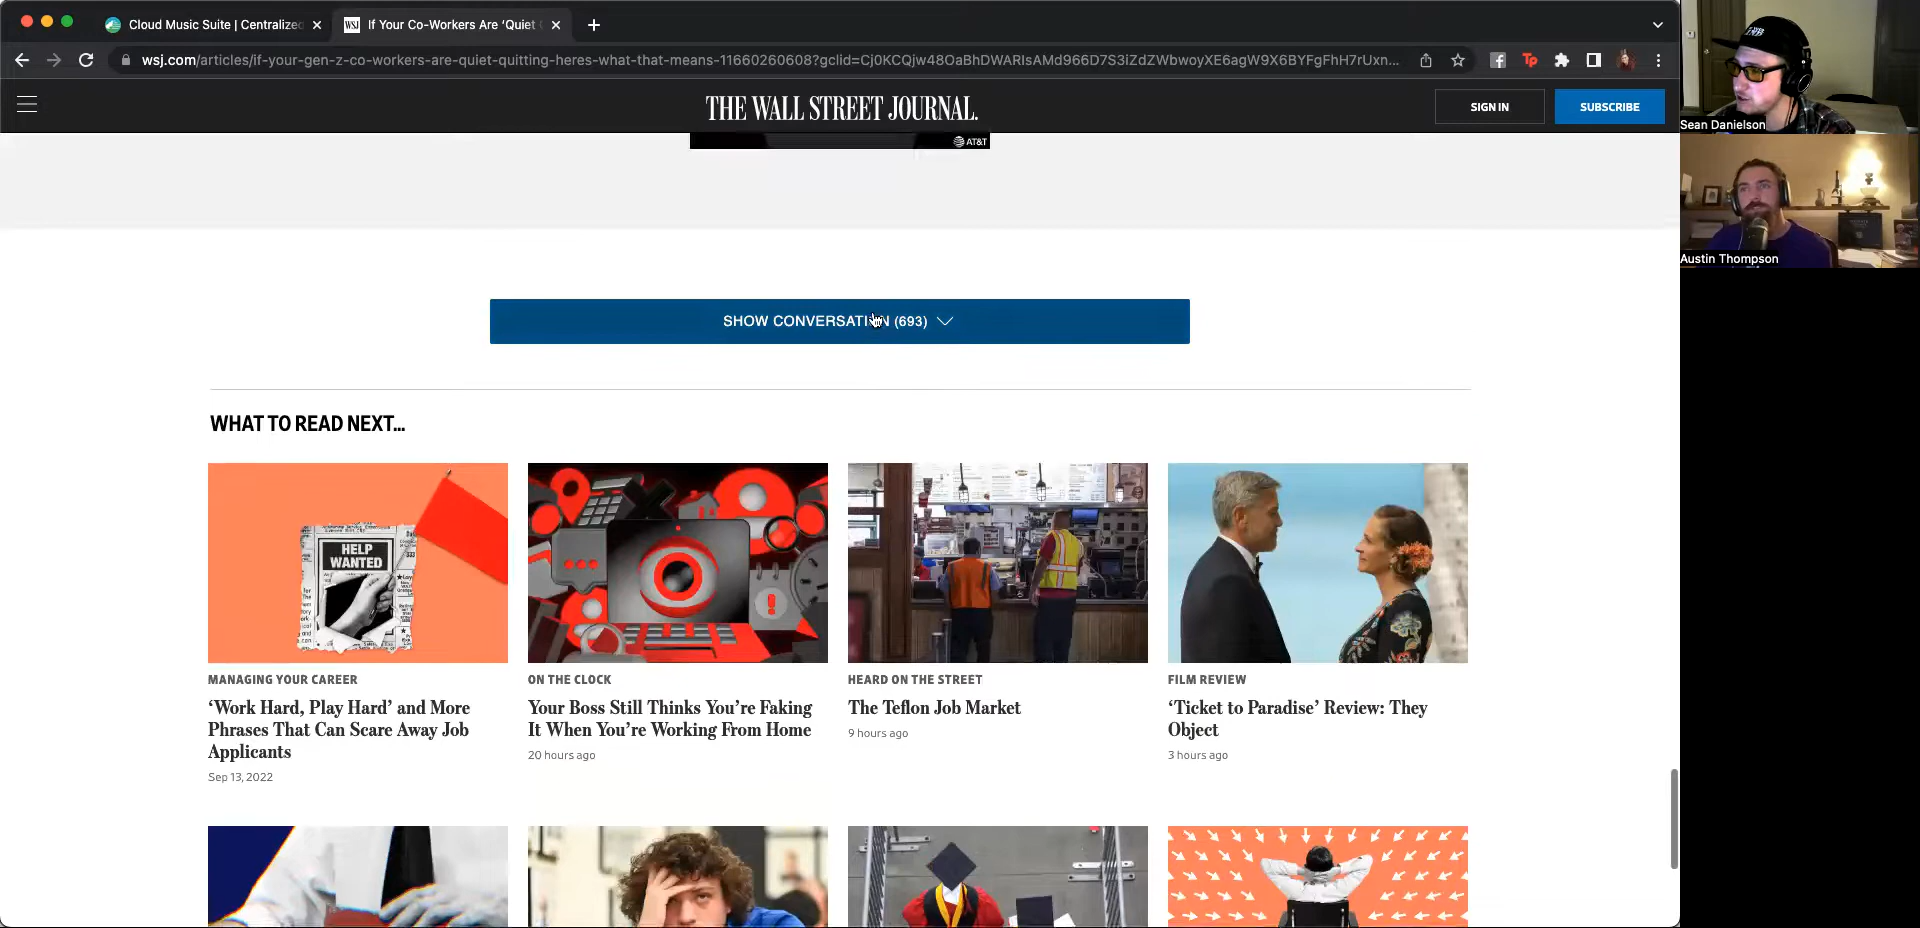 Cloud Music Suite | Centralized
WSJ
If Your Co-Workers Are ‘Quiet
wsj.com/articles/if-your-gen-z-co-workers-are-quiet-quitting-heres-what-that-means-11660260608?gclid=Cj0KCQjw48OaBhDWARIsAMd966D7S3iZdZWbwoyXE6agW9X6BYFgFhH7rUxn...
Tp
THE WALL STREET JOURNAL.
SIGN IN
SUBSCRIBE
Sean Danielson
Austin Thompson
AT&T
SHOW CONVERSATION (693)
WHAT TO READ NEXT...
HELP
WANTED
MANAGING YOUR CAREER
‘Work Hard, Play Hard’ and More
Phrases That Can Scare Away Job
Applicants
Sep 13, 2022
ON THE CLOCK
Your Boss Still Thinks You’re Faking
It When You’re Working From Home
20 hours ago
HEARD ON THE STREET
The Teflon Job Market
9 hours ago
FILM REVIEW
‘Ticket to Paradise’ Review: They
Object
3 hours ago